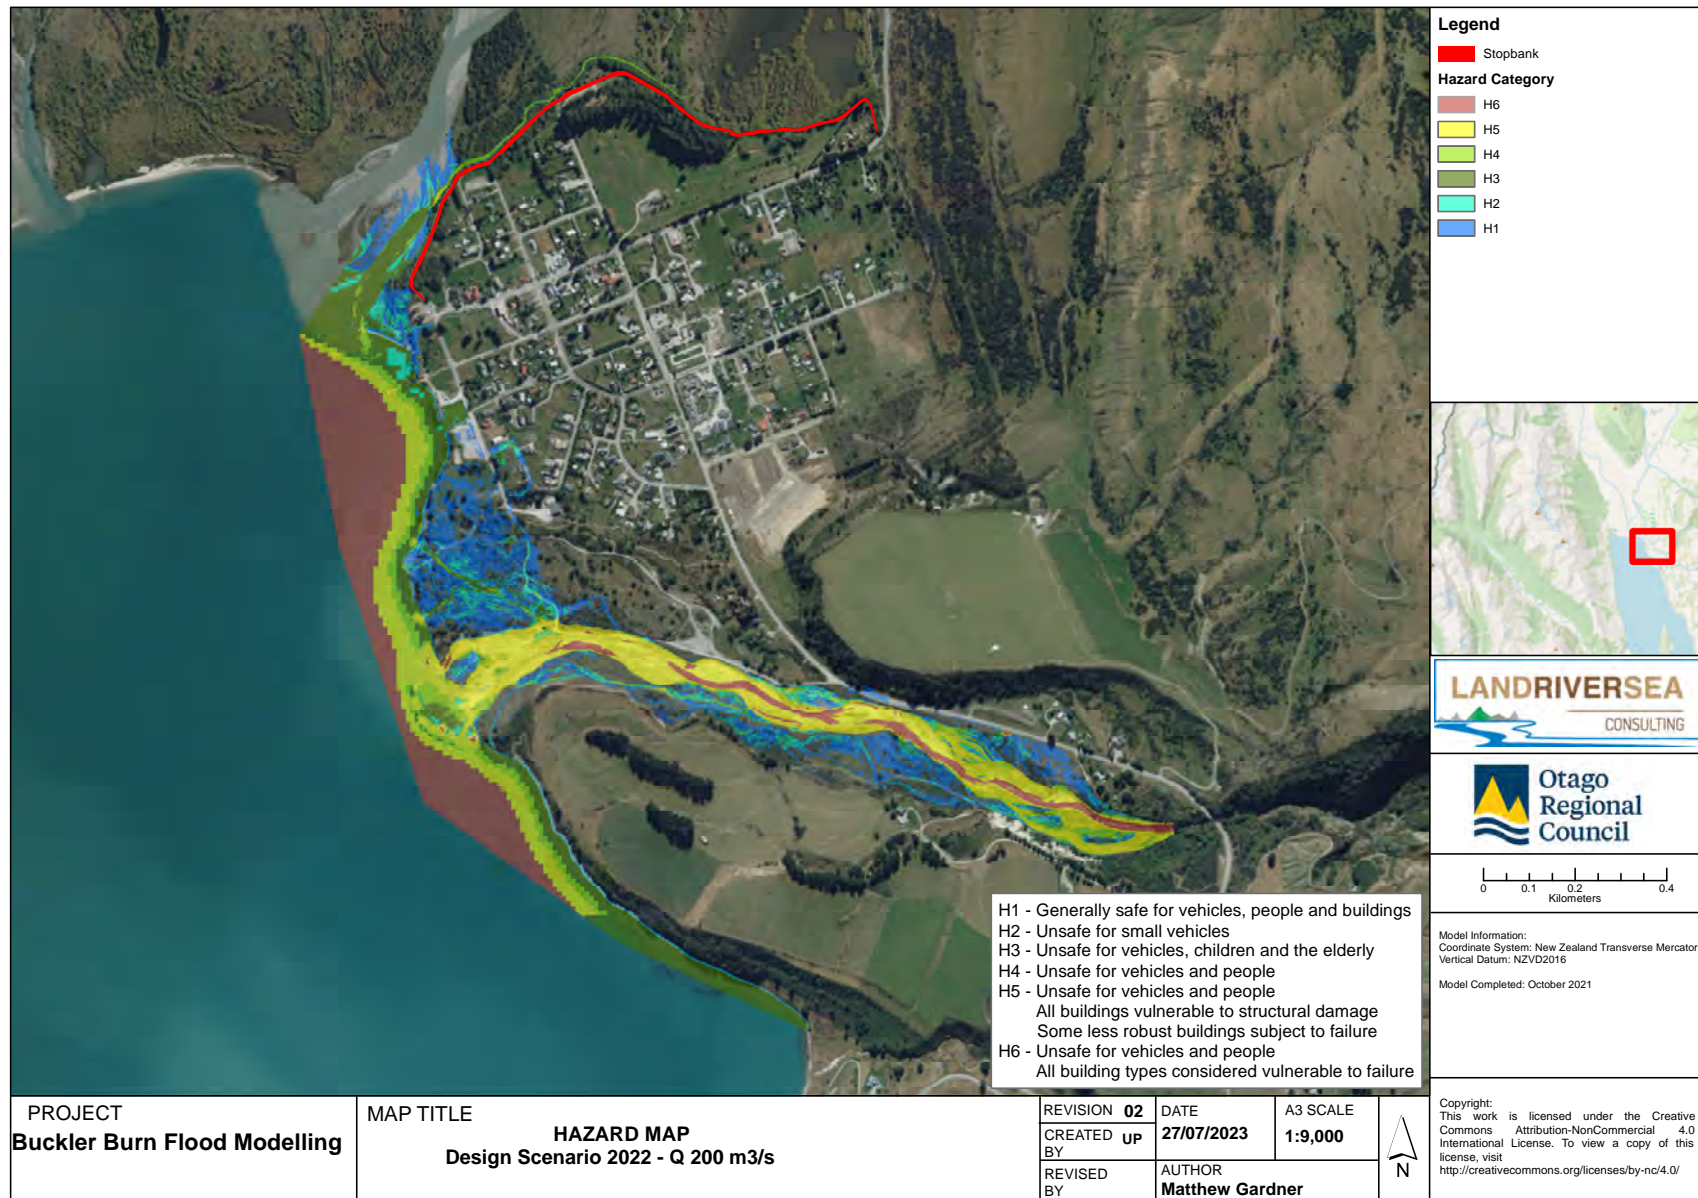 Legend
Stopbank
Hazard Category
H6
H5
H4
H3
H2
H1
LANDRIVERSEA
CONSULTING
Otago
Regional
Council
0 0.1 0.2 0.4
Kilometers
Model Information:
Coordinate System: New Zealand Transverse Mercator
Vertical Datum: NZVD2016
Model Completed: October 2021
Copyright:
This work is licensed under the Creative
Commons Attribution-NonCommercial 4.0
International License. To view a copy of this
license, visit
http://creativecommons.org/licenses/by-nc/4.0/
H1 - Generally safe for vehicles, people and buildings
H2 - Unsafe for small vehicles
H3 - Unsafe for vehicles, children and the elderly
H4 - Unsafe for vehicles and people
H5 - Unsafe for vehicles and people
All buildings vulnerable to structural damage
Some less robust buildings subject to failure
H6 - Unsafe for vehicles and people
All building types considered vulnerable to failure
PROJECT
Buckler Burn Flood Modelling
MAP TITLE
HAZARD MAP
Design Scenario 2022 - Q 200 m3/s
REVISION 02
CREATED BY UP
REVISED
BY
DATE
27/07/2023
A3 SCALE
1:9,000
AUTHOR
Matthew Gardner
N